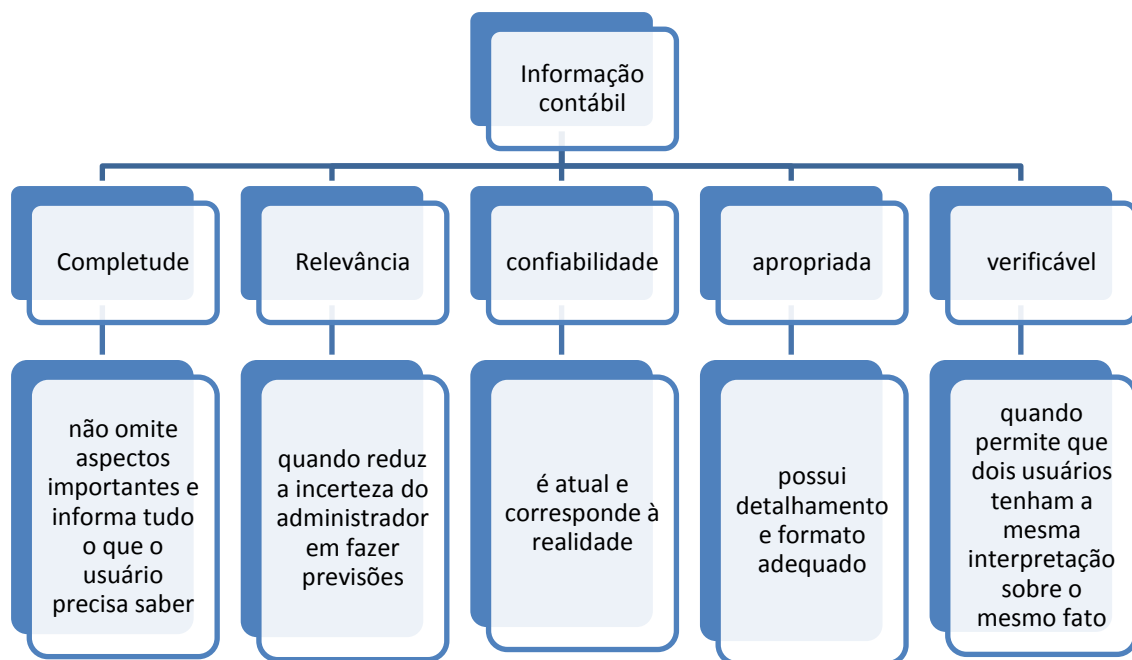 Informação
contábil
Completude
Relevância
confiabilidade
apropriada
verificável
não omite
aspectos
importantes e
informa tudo
o que o
usuário
precisa saber
quando reduz
a incerteza do
administrador
em fazer
previsões
é atual e
corresponde à
realidade
possui
detalhamento
e formato
adequado
quando
permite que
dois usuários
tenham a
mesma
interpretação
sobre o
mesmo fato